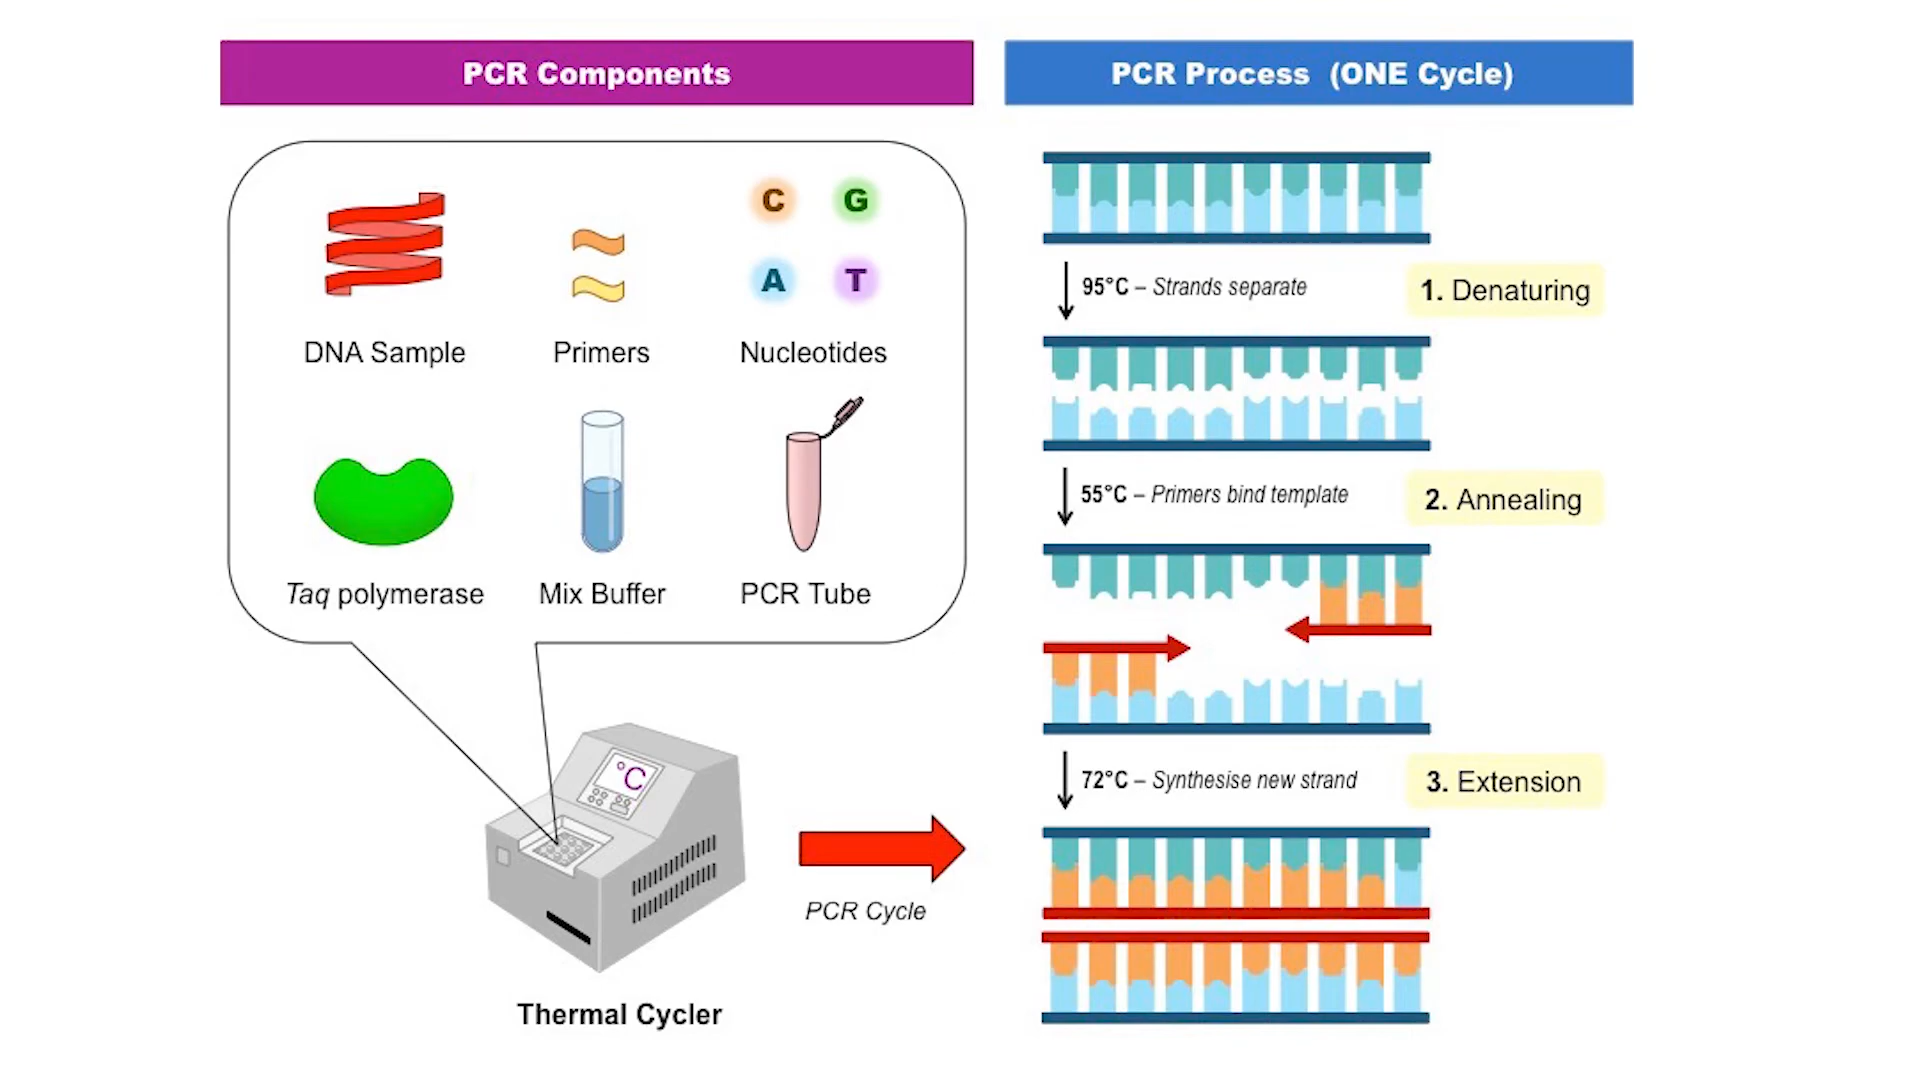 PCR Components
PCR Process (ONE Cycle)
C G
A T
DNA Sample
Primers
Nucleotides
Taq polymerase
Mix Buffer
PCR Tube
°C
Thermal Cycler
PCR Cycle
95°C – Strands separate
1. Denaturing
55°C – Primers bind template
2. Annealing
72°C – Synthesise new strand
3. Extension